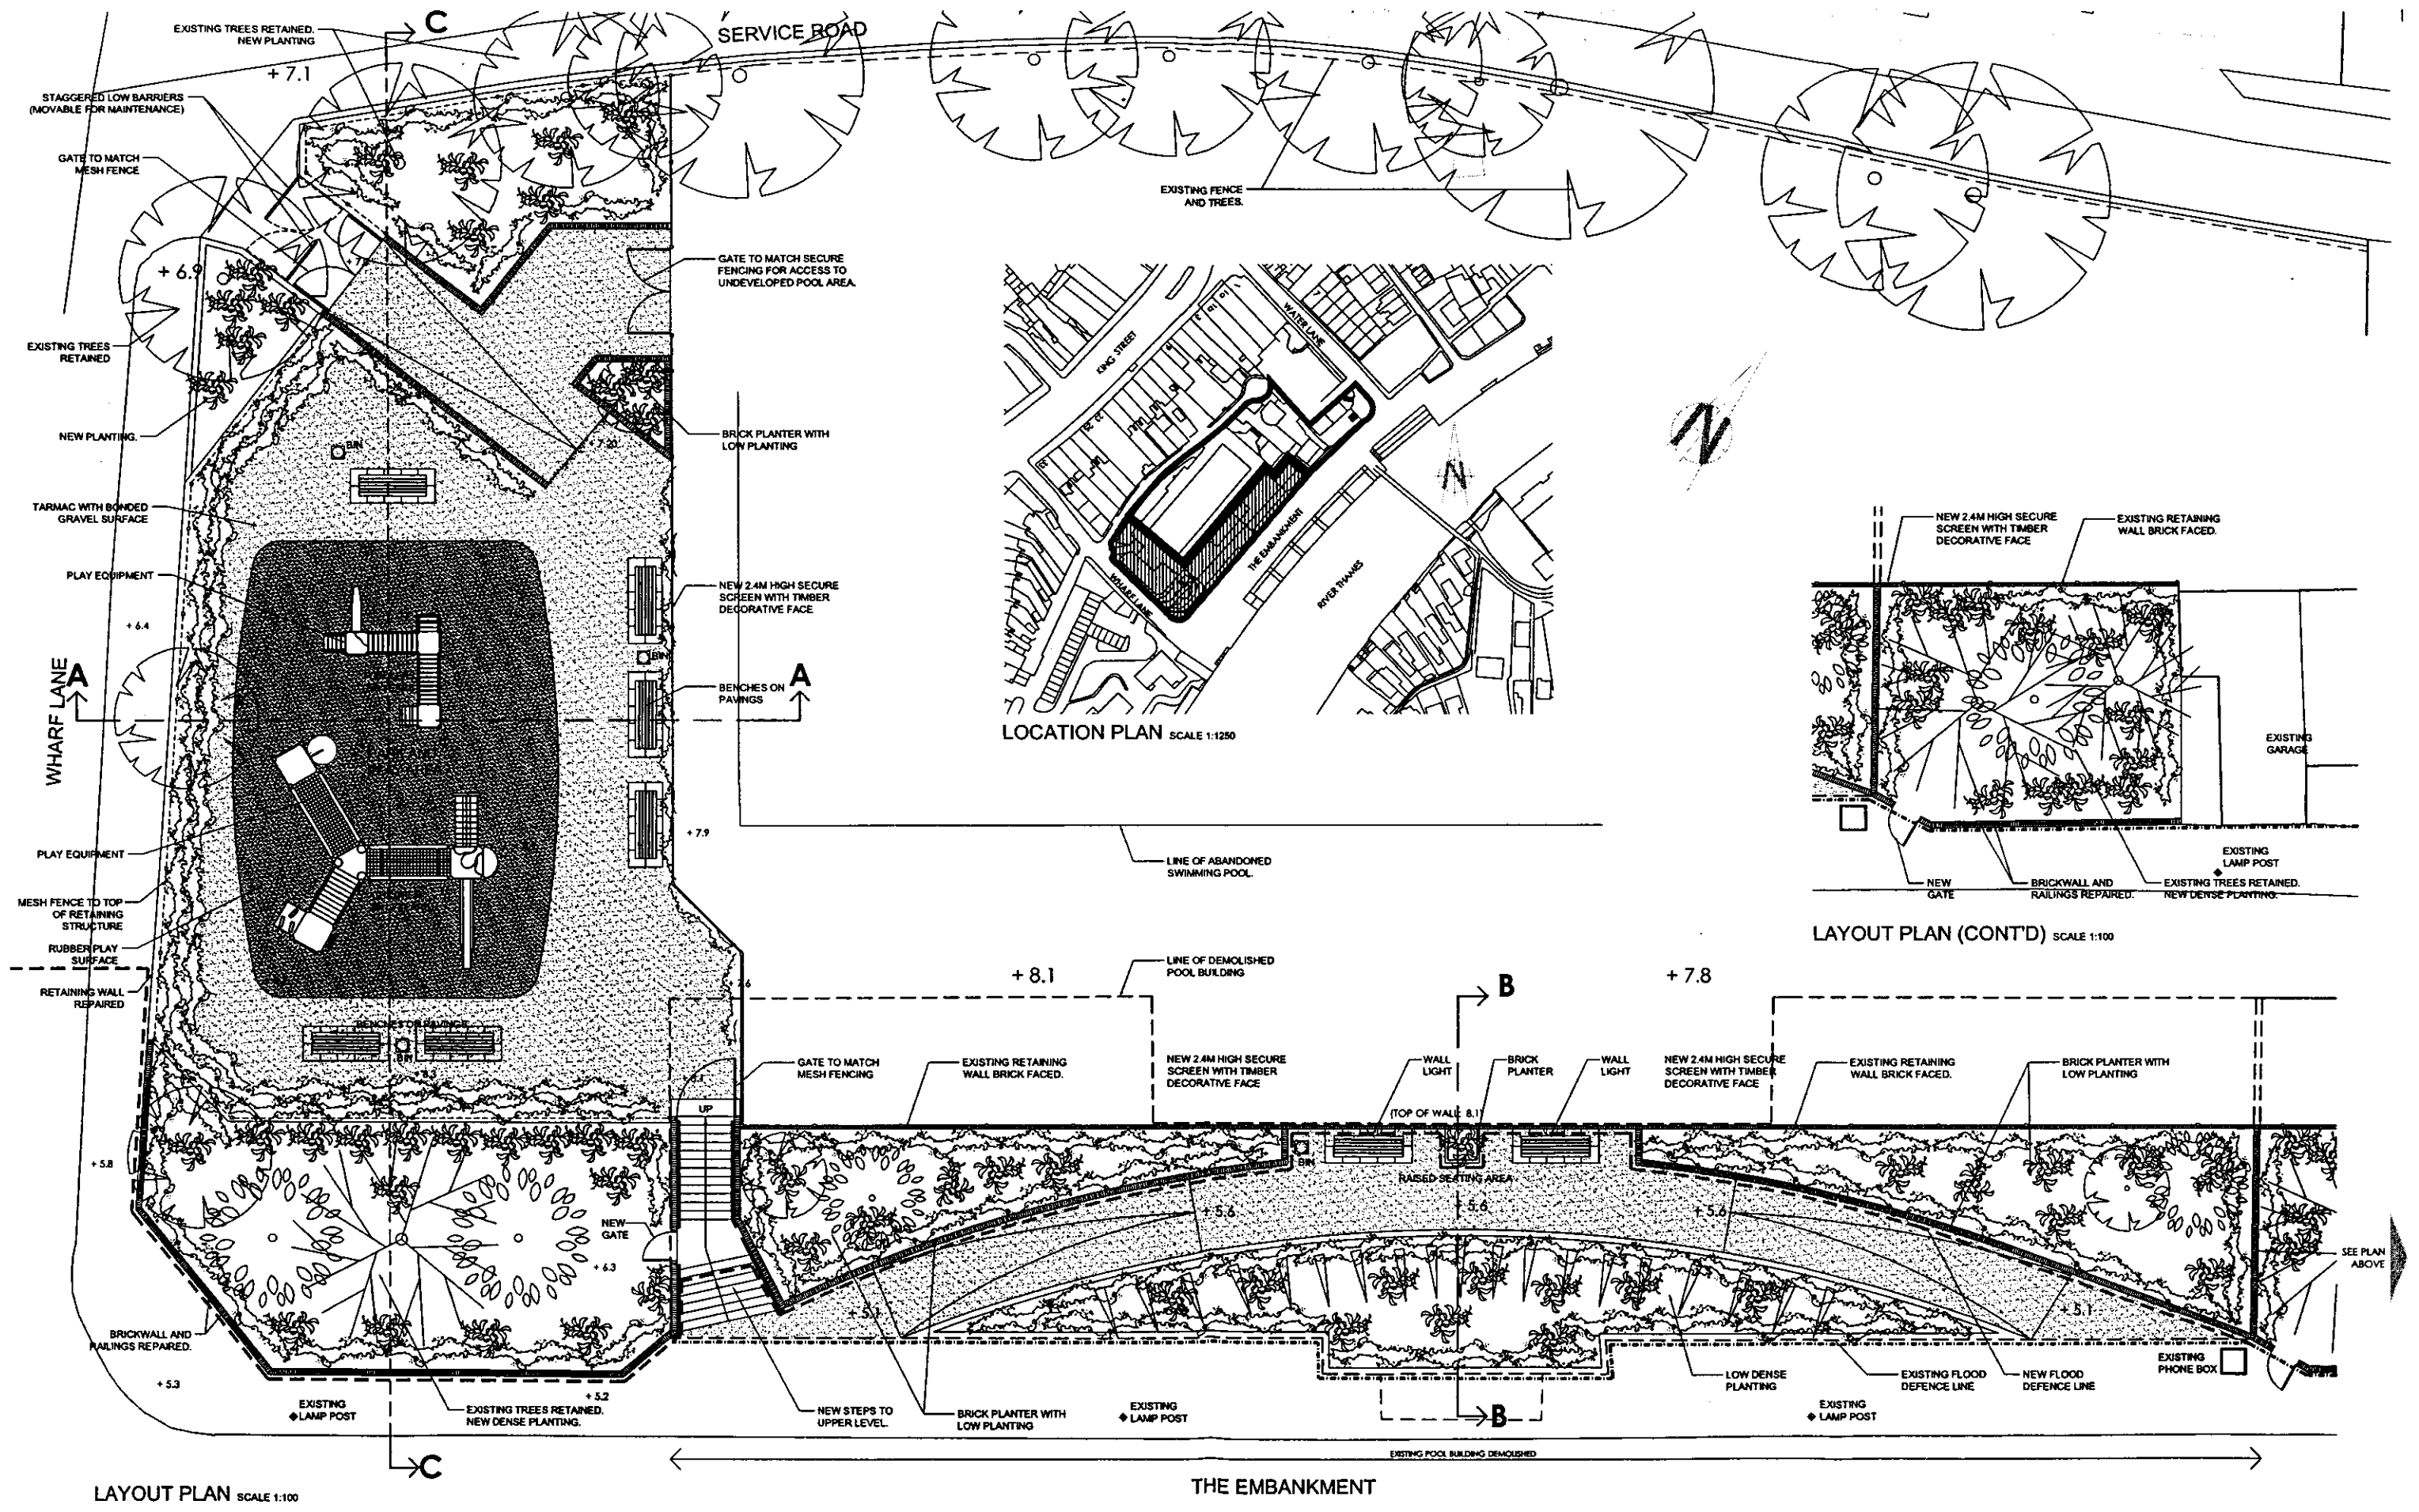 EXISTING TREES RETAINED.
NEW PLANTING
C
SERVICE ROAD
+ 7.1
STAGGERED LOW BARRIERS
(MOVABLE FOR MAINTENANCE)
GATE TO MATCH
MESH FENCE
+ 6.9
EXISTING TREES
RETAINED
NEW PLANTING.
TARMAC WITH BONDED
GRAVEL SURFACE
PLAY EQUIPMENT
+ 6.4
WHARF LANE
A
PLAY EQUIPMENT
MESH FENCE TO TOP
OF RETAINING
STRUCTURE
RUBBER PLAY
SURFACE
RETAINING WALL
REPAIRED
+ 5.8
BRICKWALL AND
RAILINGS REPAIRED.
+ 5.3
EXISTING FENCE
AND TREES.
GATE TO MATCH SECURE
FENCING FOR ACCESS TO
UNDEVELOPED POOL AREA.
BRICK PLANTER WITH
LOW PLANTING
+ 7.20
BIN
NEW 2.4M HIGH SECURE
SCREEN WITH TIMBER
DECORATIVE FACE
BIN
BENCHES ON
PAVINGS
A
+ 7.9
KING STREET
WATER LANE
THE EMBANKMENT
WHARF LANE
RIVER THAMES
N
LOCATION PLAN SCALE 1:1250
N
NEW 2.4M HIGH SECURE
SCREEN WITH TIMBER
DECORATIVE FACE
EXISTING RETAINING
WALL BRICK FACED.
EXISTING
GARAGE
EXISTING
LAMP POST
NEW
GATE
BRICKWALL AND
RAILINGS REPAIRED.
EXISTING TREES RETAINED.
NEW DENSE PLANTING.
LAYOUT PLAN (CONT'D) SCALE 1:100
LINE OF ABANDONED
SWIMMING POOL.
LINE OF DEMOLISHED
POOL BUILDING
+ 8.1
B
+ 7.8
BENCHES ON PAVINGS
BIN
GATE TO MATCH
MESH FENCING
EXISTING RETAINING
WALL BRICK FACED.
NEW 2.4M HIGH SECURE
SCREEN WITH TIMBER
DECORATIVE FACE
WALL
LIGHT
BRICK
PLANTER
WALL
LIGHT
NEW 2.4M HIGH SECURE
SCREEN WITH TIMBER
DECORATIVE FACE
EXISTING RETAINING
WALL BRICK FACED.
BRICK PLANTER WITH
LOW PLANTING
UP
(TOP OF WALL 8.1)
BIN
RAISED SEATING AREA
+ 5.6
+ 5.6
+ 5.6
NEW
GATE
+ 6.3
+ 5.1
+ 5.1
SEE PLAN
ABOVE
EXISTING
PHONE BOX
LOW DENSE
PLANTING
EXISTING FLOOD
DEFENCE LINE
NEW FLOOD
DEFENCE LINE
+ 5.2
EXISTING
LAMP POST
EXISTING TREES RETAINED.
NEW DENSE PLANTING.
NEW STEPS TO
UPPER LEVEL.
BRICK PLANTER WITH
LOW PLANTING
EXISTING
LAMP POST
B
EXISTING
LAMP POST
C
EXISTING POOL BUILDING DEMOLISHED
THE EMBANKMENT
LAYOUT PLAN SCALE 1:100